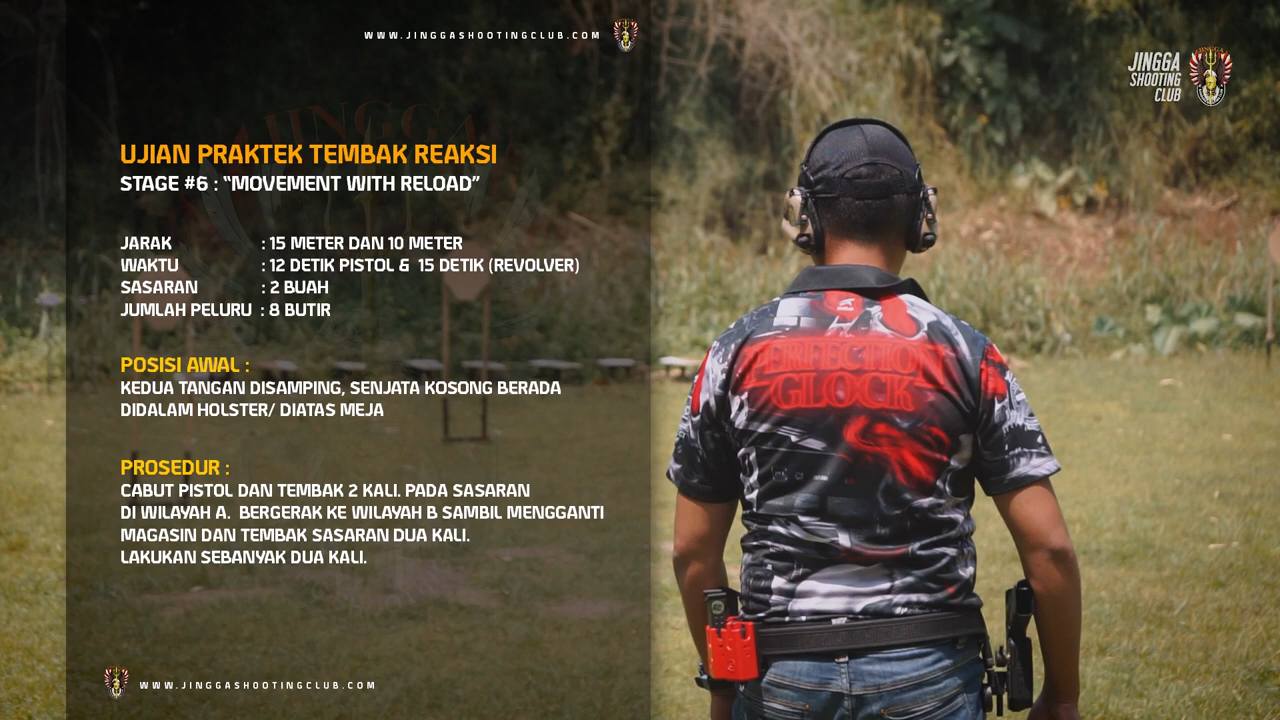 WWW.JINGGASHOOTINGCLUB.COM
JINGGA
SHOOTING
CLUB
JINGGA
UJIAN PRAKTEK TEMBAK REAKSI
STAGE #6 : “MOVEMENT WITH RELOAD”
JARAK : 15 METER DAN 10 METER
WAKTU : 12 DETIK PISTOL & 15 DETIK (REVOLVER)
SASARAN : 2 BUAH
JUMLAH PELURU : 8 BUTIR
POSISI AWAL :
KEDUA TANGAN DISAMPING, SENJATA KOSONG BERADA
DIDALAM HOLSTER/ DIATAS MEJA
PROSEDUR :
CABUT PISTOL DAN TEMBAK 2 KALI. PADA SASARAN
DI WILAYAH A. BERGERAK KE WILAYAH B SAMBIL MENGGANTI
MAGASIN DAN TEMBAK SASARAN DUA KALI.
LAKUKAN SEBANYAK DUA KALI.
PERFECTION
GLOCK
WWW.JINGGASHOOTINGCLUB.COM